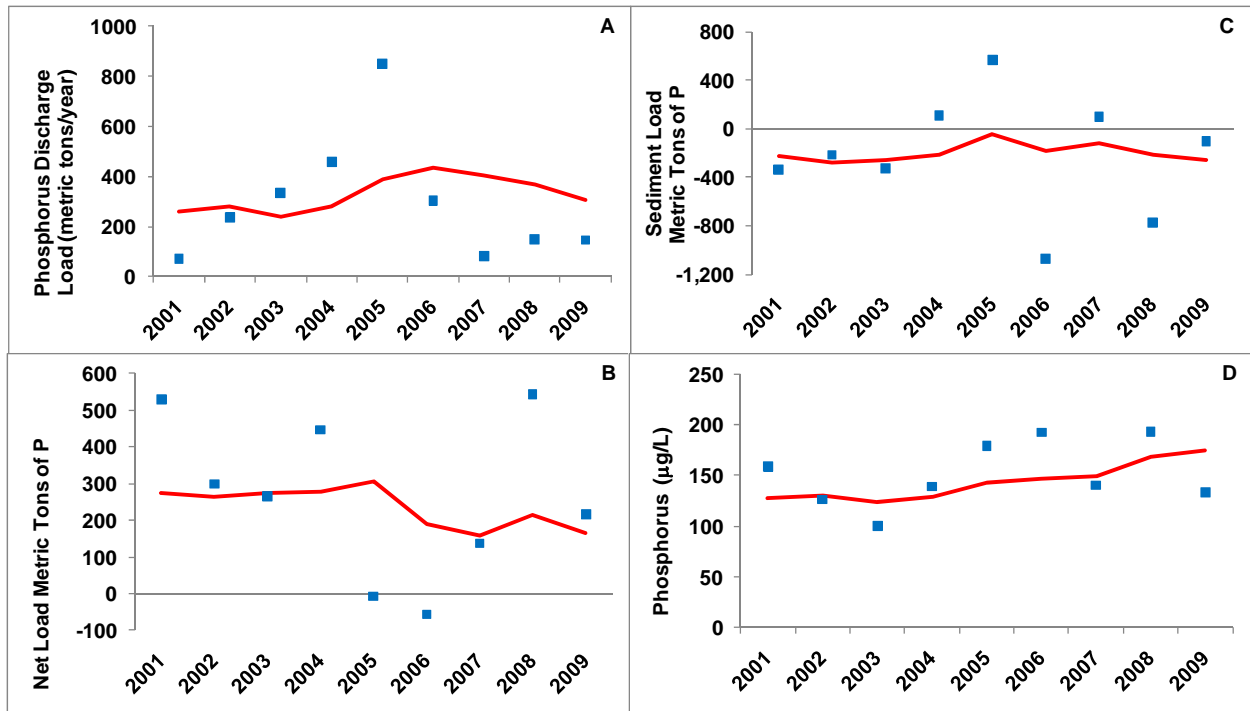 A
Phosphorus Discharge
Load (metric tons/year)
1000
800
600
400
200
0
2001 2002 2003 2004 2005 2006 2007 2008 2009
C
Sediment Load
Metric Tons of P
800
400
0
-400
-800
-1,200
2001 2002 2003 2004 2005 2006 2007 2008 2009
B
Net Load Metric Tons of P
600
500
400
300
200
100
0
-100
2001 2002 2003 2004 2005 2006 2007 2008 2009
D
Phosphorus (µg/L)
250
200
150
100
50
0
2001 2002 2003 2004 2005 2006 2007 2008 2009